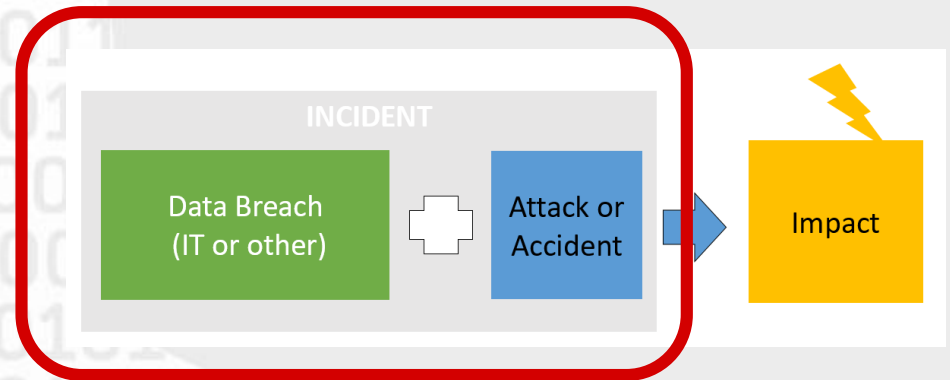 INCIDENT
Data Breach
(IT or other)
Attack or
Accident
Impact